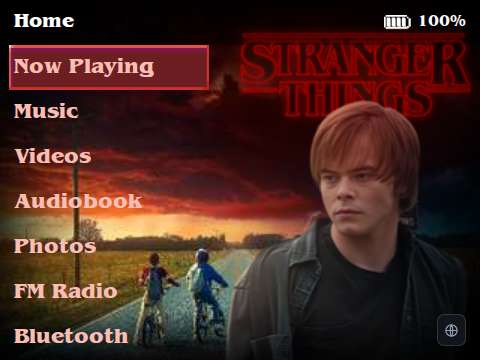 Home
100%
Now Playing
STRANGER
THINGS
Music
Videos
Audiobook
Photos
FM Radio
Bluetooth